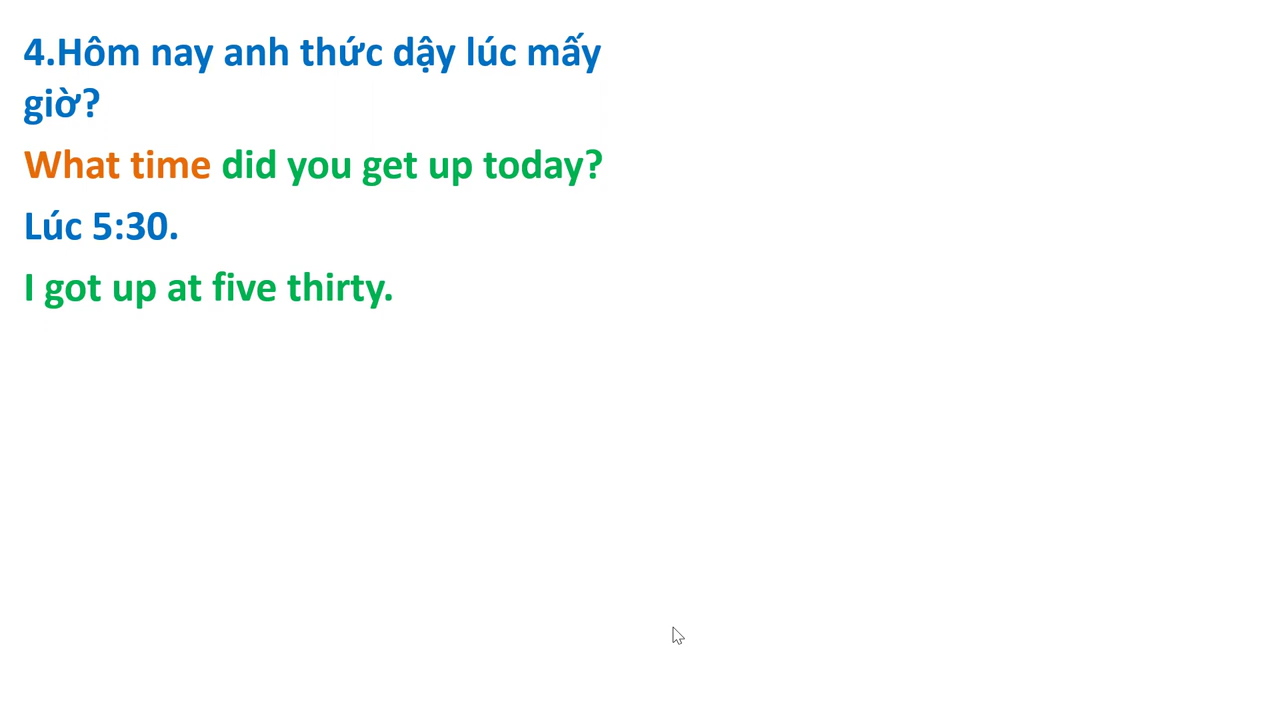 4.Hôm nay anh thức dậy lúc mấy
giờ?
What time did you get up today?
Lúc 5:30.
I got up at five thirty.